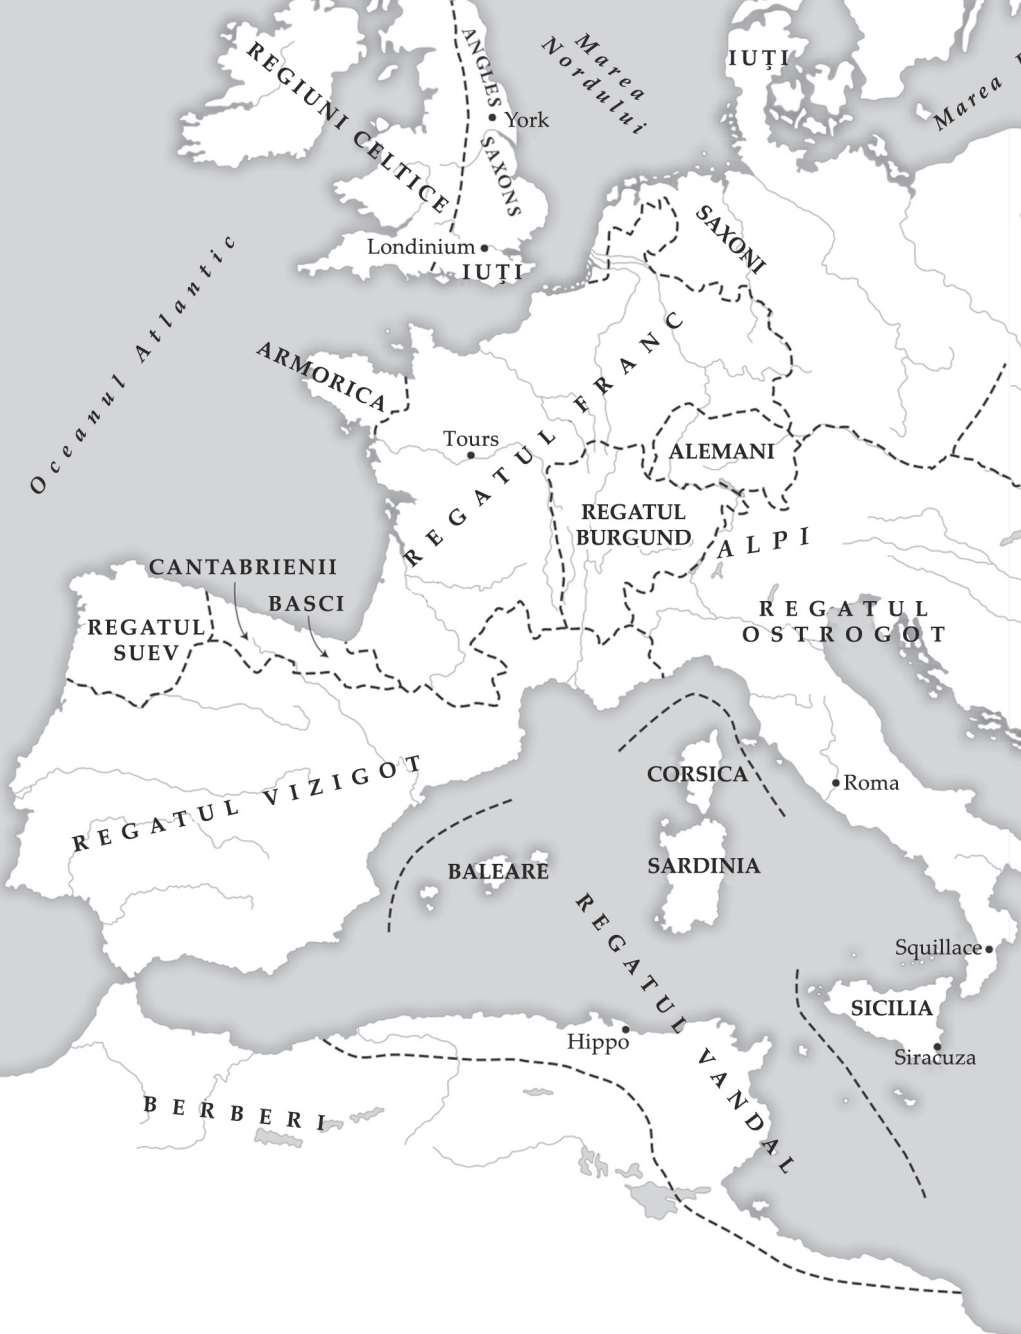 REGIUNI CELTICE
ANGLES
SAXONS
York
Marea
Nordului
IUȚI
Marea
Londinium
IUȚI
SAXONI
Oceanul Atlantic
ARMORICA
REGATUL FRANC
Tours
ALEMANI
REGATUL
BURGUND
ALPI
CANTABRIENII
BASCI
REGATUL
SUEV
REGATUL
OSTROGOT
REGATUL VIZIGOT
CORSICA
Roma
BALEARE
SARDINIA
REGATUL VANDAL
Squillace
SICILIA
Siracuza
Hippo
BERBERI